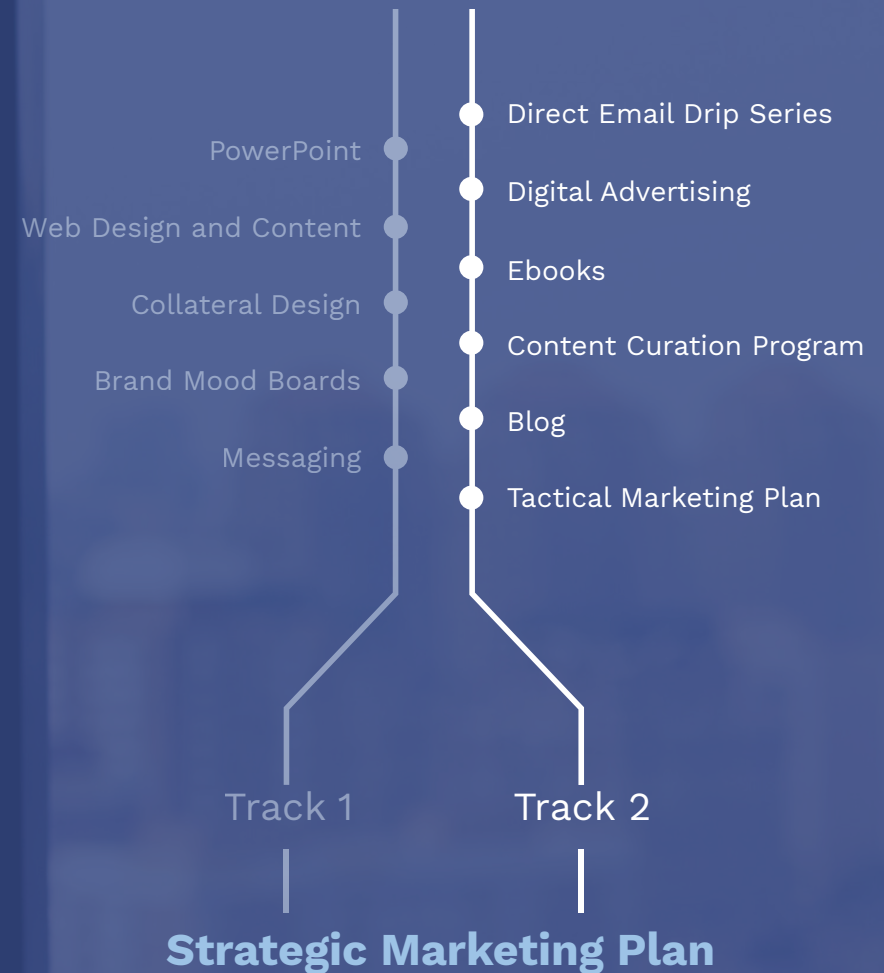 PowerPoint
Web Design and Content
Collateral Design
Brand Mood Boards
Messaging
Track 1
Direct Email Drip Series
Digital Advertising
Ebooks
Content Curation Program
Blog
Tactical Marketing Plan
Track 2
Strategic Marketing Plan